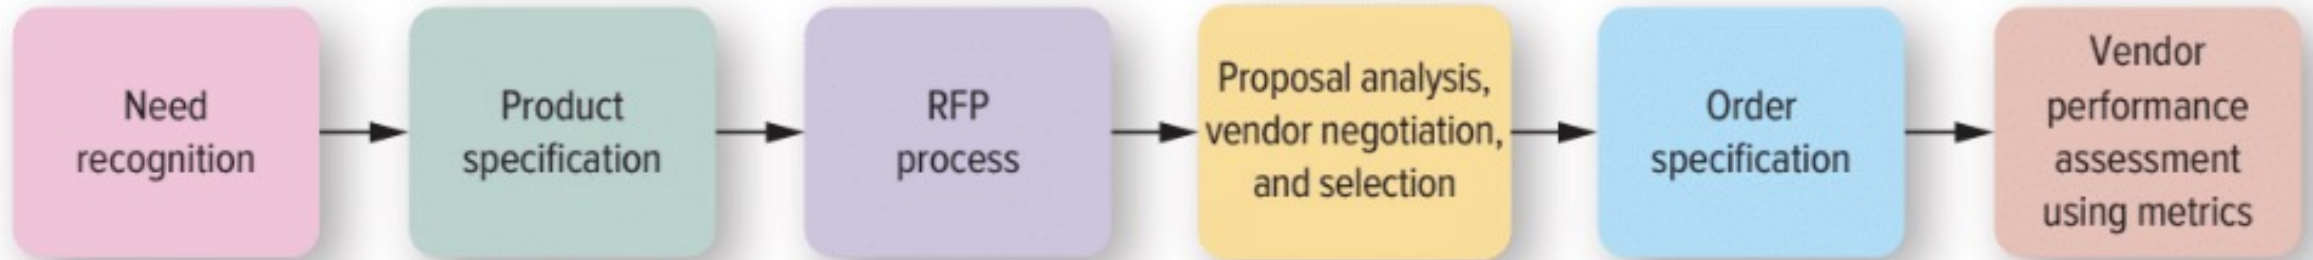 Need
recognition
Product
specification
RFP
process
Proposal analysis,
vendor negotiation,
and selection
Order
specification
Vendor
performance
assessment
using metrics